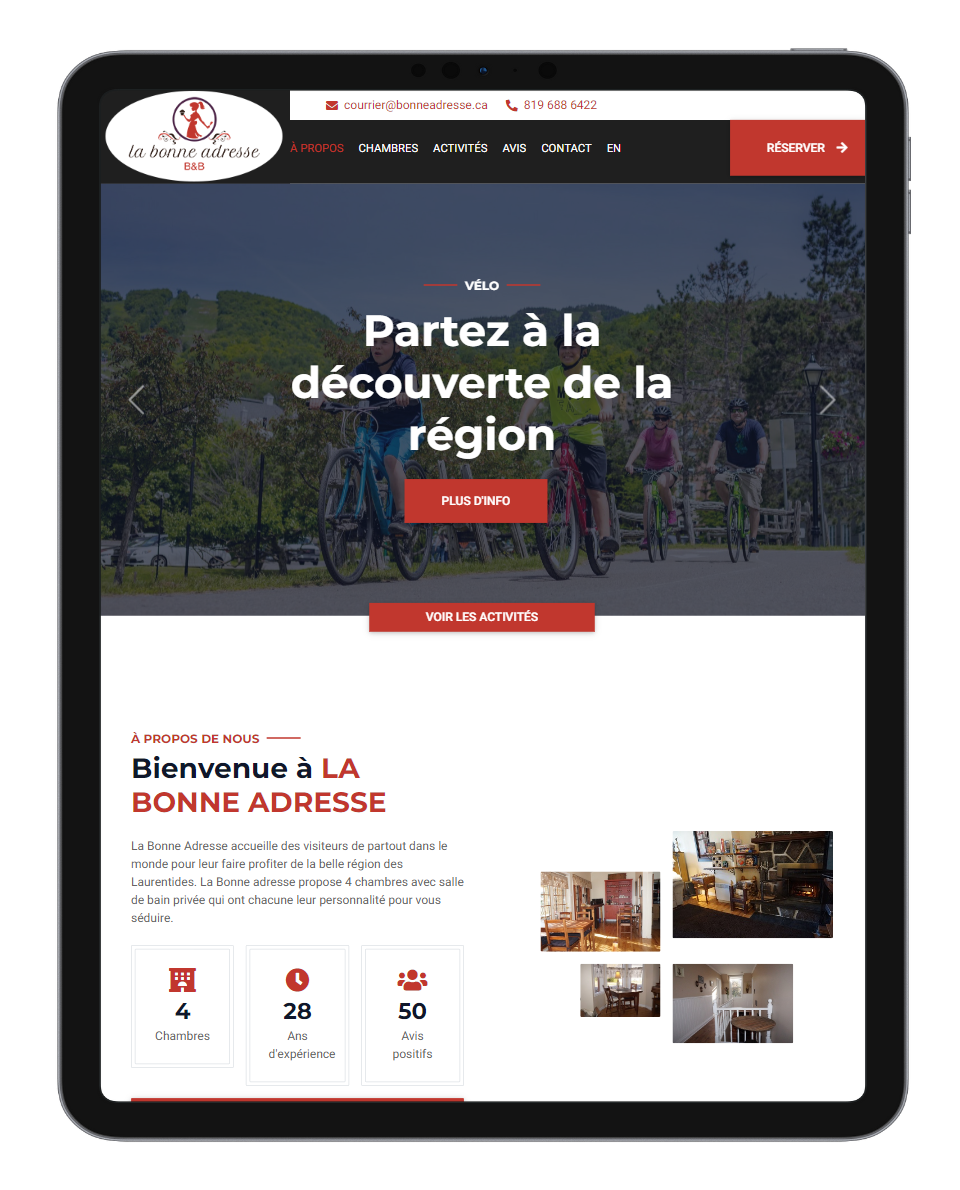 la bonne adresse
B&B
courrier@bonneadresse.ca 819 688 6422
À PROPOS CHAMBRES ACTIVITÉS AVIS CONTACT EN
RÉSERVER
VÉLO
Partez à la
découverte de la
région
PLUS D'INFO
VOIR LES ACTIVITÉS
À PROPOS DE NOUS
Bienvenue à LA
BONNE ADRESSE
La Bonne Adresse accueille des visiteurs de partout dans le
monde pour leur faire profiter de la belle région des
Laurentides. La Bonne adresse propose 4 chambres avec salle
de bain privée qui ont chacune leur personnalité pour vous
séduire.
4
Chambres
28
Ans
d'expérience
50
Avis
positifs